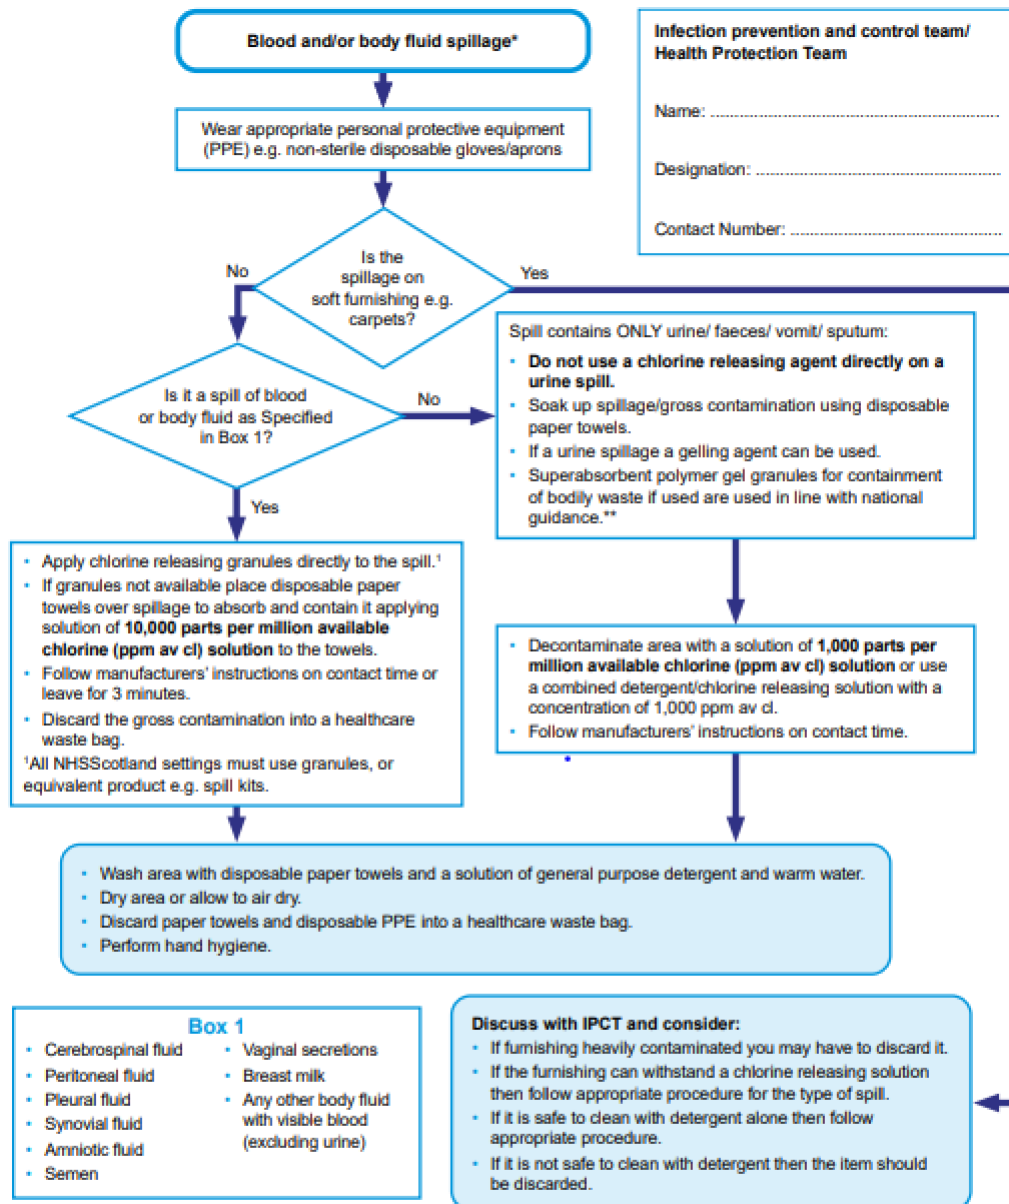 Blood and/or body fluid spillage*
Infection prevention and control team/
Health Protection Team
Name: ..............................................................
Designation: .....................................................
Contact Number: .............................................
Wear appropriate personal protective equipment
(PPE) e.g. non-sterile disposable gloves/aprons
Is the
spillage on
soft furnishing e.g.
carpets?
No
Yes
Is it a spill of blood
or body fluid as Specified
in Box 1?
No
Yes
Spill contains ONLY urine/ faeces/ vomit/ sputum:
• Do not use a chlorine releasing agent directly on a
urine spill.
• Soak up spillage/gross contamination using disposable
paper towels.
• If a urine spillage a gelling agent can be used.
• Superabsorbent polymer gel granules for containment
of bodily waste if used are used in line with national
guidance.**
• Apply chlorine releasing granules directly to the spill.¹
• If granules not available place disposable paper
towels over spillage to absorb and contain it applying
solution of 10,000 parts per million available
chlorine (ppm av cl) solution to the towels.
• Follow manufacturers' instructions on contact time or
leave for 3 minutes.
• Discard the gross contamination into a healthcare
waste bag.
¹All NHSScotland settings must use granules, or
equivalent product e.g. spill kits.
• Decontaminate area with a solution of 1,000 parts per
million available chlorine (ppm av cl) solution or use
a combined detergent/chlorine releasing solution with a
concentration of 1,000 ppm av cl.
• Follow manufacturers' instructions on contact time.
• Wash area with disposable paper towels and a solution of general purpose detergent and warm water.
• Dry area or allow to air dry.
• Discard paper towels and disposable PPE into a healthcare waste bag.
• Perform hand hygiene.
Box 1
• Cerebrospinal fluid
• Peritoneal fluid
• Pleural fluid
• Synovial fluid
• Amniotic fluid
• Semen
• Vaginal secretions
• Breast milk
• Any other body fluid
with visible blood
(excluding urine)
Discuss with IPCT and consider:
• If furnishing heavily contaminated you may have to discard it.
• If the furnishing can withstand a chlorine releasing solution
then follow appropriate procedure for the type of spill.
• If it is safe to clean with detergent alone then follow
appropriate procedure.
• If it is not safe to clean with detergent then the item should
be discarded.